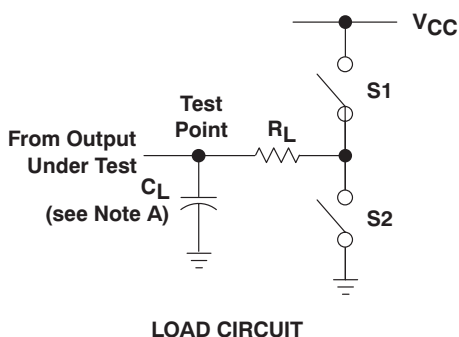 VCC
S1
Test
Point
RL
From Output
Under Test
CL
(see Note A)
S2
LOAD CIRCUIT